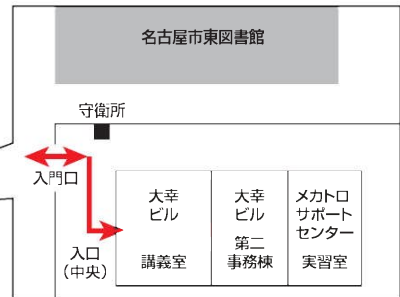 名古屋市東図書館
守衛所
入門口
入口
（中央）
大幸
ビル
講義室
大幸
ビル
第二
事務棟
メカトロ
サポート
センター
実習室